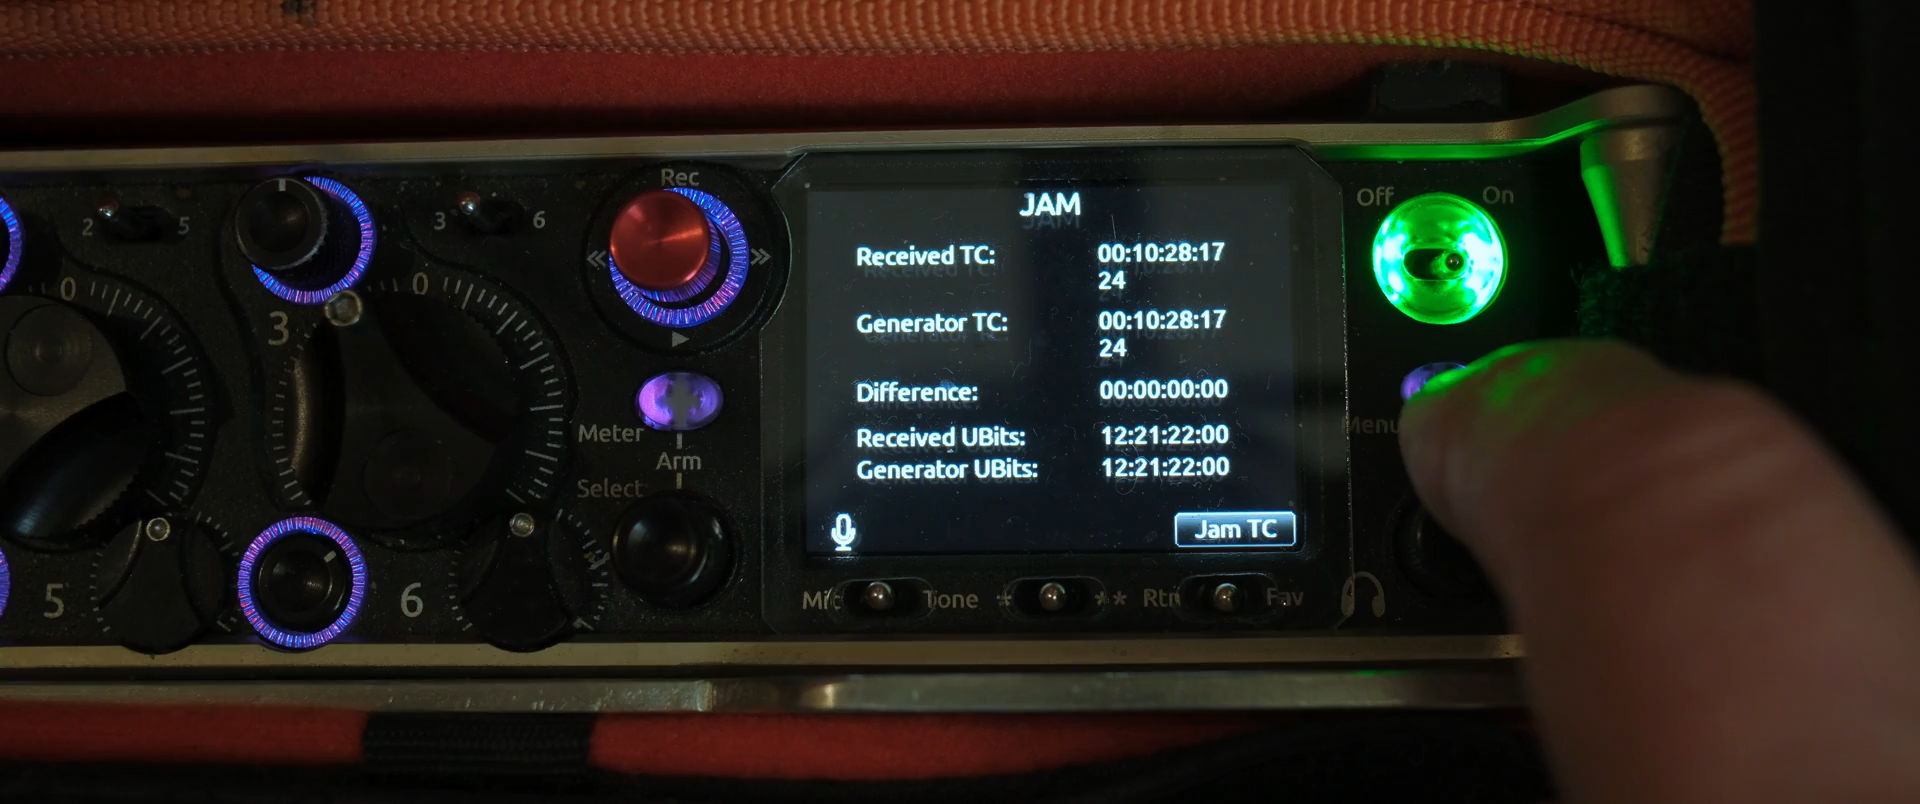 Rec
Off On
2 5
3 6
« »
0
0
3
JAM
Received TC: 00:10:28:17
24
Generator TC: 00:10:28:17
24
Difference: 00:00:00:00
Received UBits: 12:21:22:00
Generator UBits: 12:21:22:00
Jam TC
Meter
Arm
Select
Menu
5
6
Mic Tone * ** Rtn Fav